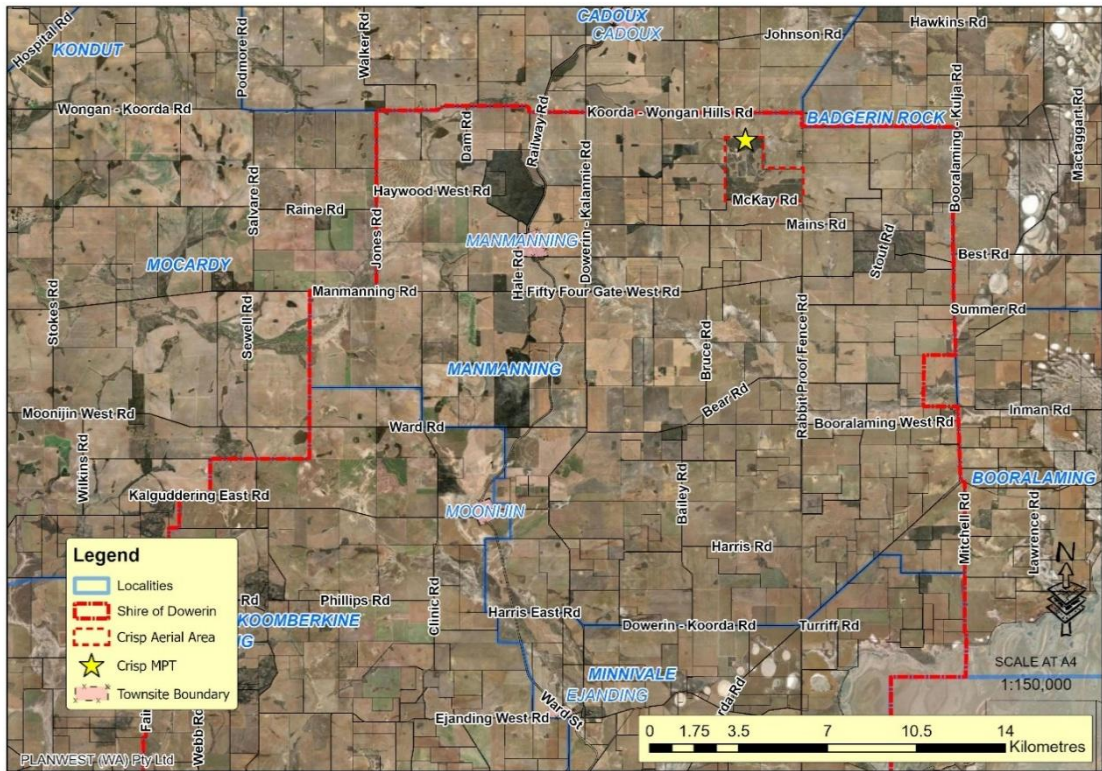 CADOUX
CADOUX
Hospital Rd
KONDUT
Podmore Rd
Walker Rd
Johnson Rd
Hawkins Rd
Wongan - Koorda Rd
Koorda - Wongan Hills Rd
BADGERIN ROCK
Booralaming - Kulja Rd
Mactaggart Rd
Dam Rd
Railway Rd
Salvare Rd
Raine Rd
Jones Rd
Haywood West Rd
Dowerin - Kalannie Rd
McKay Rd
Mains Rd
Stout Rd
Best Rd
MOCARDY
MANMANNING
Hale Rd
Stokes Rd
Sewell Rd
Manmanning Rd
Fifty Four Gate West Rd
Summer Rd
Bruce Rd
Rabbit Proof Fence Rd
MANMANNING
Bear Rd
Moonijin West Rd
Ward Rd
Booralaming West Rd
Inman Rd
Wilkins Rd
Kalguddering East Rd
MOONIJIN
Bailey Rd
BOORALAMING
Mitchell Rd
Lawrence Rd
Harris Rd
Legend
Localities
Shire of Dowerin
Crisp Aerial Area
Crisp MPT
Townsite Boundary
Rd
Phillips Rd
KOOMBERKINE
NG
Clinic Rd
Harris East Rd
Dowerin - Koorda Rd
Turriff Rd
N
MINNIVALE
EJANDING
Ejanding West Rd
Ward St
orda Rd
Fair
Webb Rd
SCALE AT A4
1:150,000
0 1.75 3.5 7 10.5 14
Kilometres
PLANWEST (WA) Pty Ltd